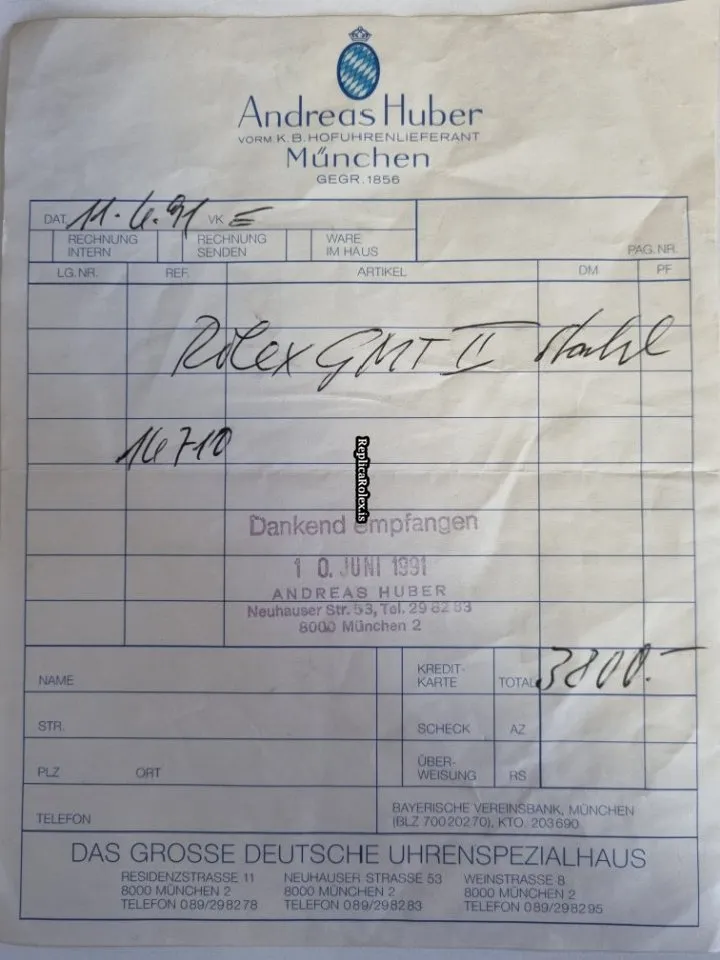 Andreas Huber
VORM K.B. HOFUHRENLIEFERANT
München
GEGR. 1856
DAT. 11.6.91 VK E
RECHNUNG INTERN RECHNUNG SENDEN WARE IM HAUS PAG. NR.
LG. NR. REF. ARTIKEL DM PF
Rolex GMT II Stahl
16710
ReplicaRolex.is
Dankend empfangen
10. JUNI 1991
ANDREAS HUBER
Neuhauser Str. 53, Tel. 29 82 83
8000 München 2
NAME KREDIT-KARTE TOTAL 3800.-
STR. SCHECK AZ
PLZ ORT ÜBER-WEISUNG RS
TELEFON
BAYERISCHE VEREINSBANK, MÜNCHEN
(BLZ 70020270), KTO. 203690
DAS GROSSE DEUTSCHE UHRENSPEZIALHAUS
RESIDENZSTRASSE 11 NEUHAUSER STRASSE 53 WEINSTRASSE 8
8000 MÜNCHEN 2 8000 MÜNCHEN 2 8000 MÜNCHEN 2
TELEFON 089/298278 TELEFON 089/298283 TELEFON 089/298295